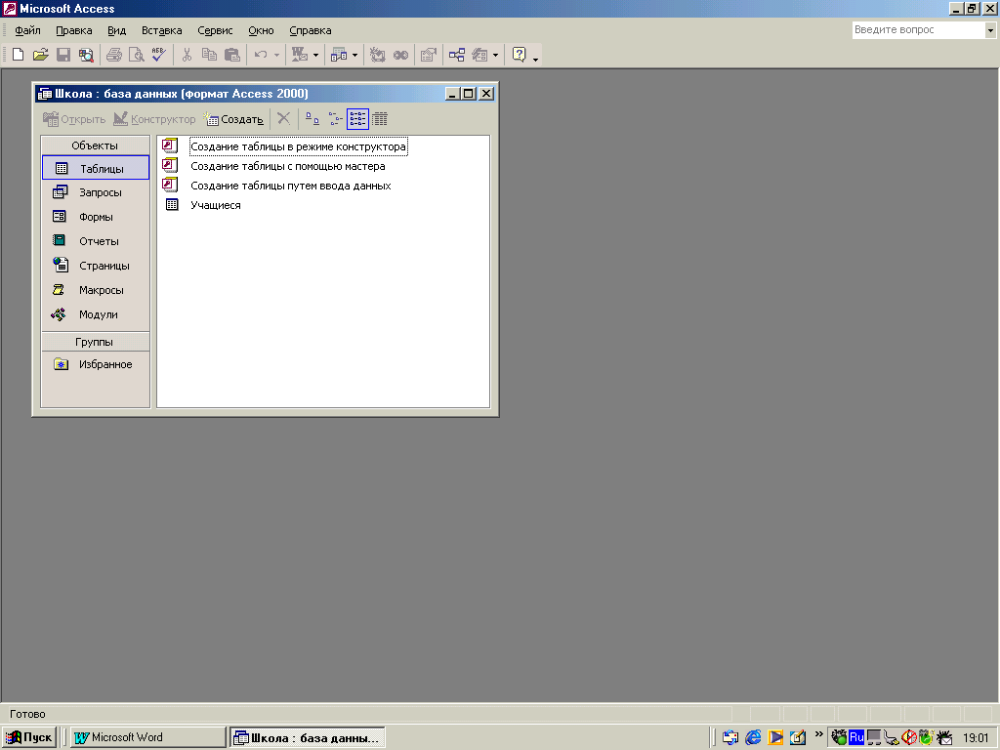 Microsoft Access
Файл Правка Вид Вставка Сервис Окно Справка
Введите вопрос
Школа : база данных (формат Access 2000)
Открыть Конструктор Создать
Объекты
Таблицы
Запросы
Формы
Отчеты
Страницы
Макросы
Модули
Группы
Избранное
Создание таблицы в режиме конструктора
Создание таблицы с помощью мастера
Создание таблицы путем ввода данных
Учащиеся
Готово
Пуск Microsoft Word Школа : база данны... » Ru 19:01